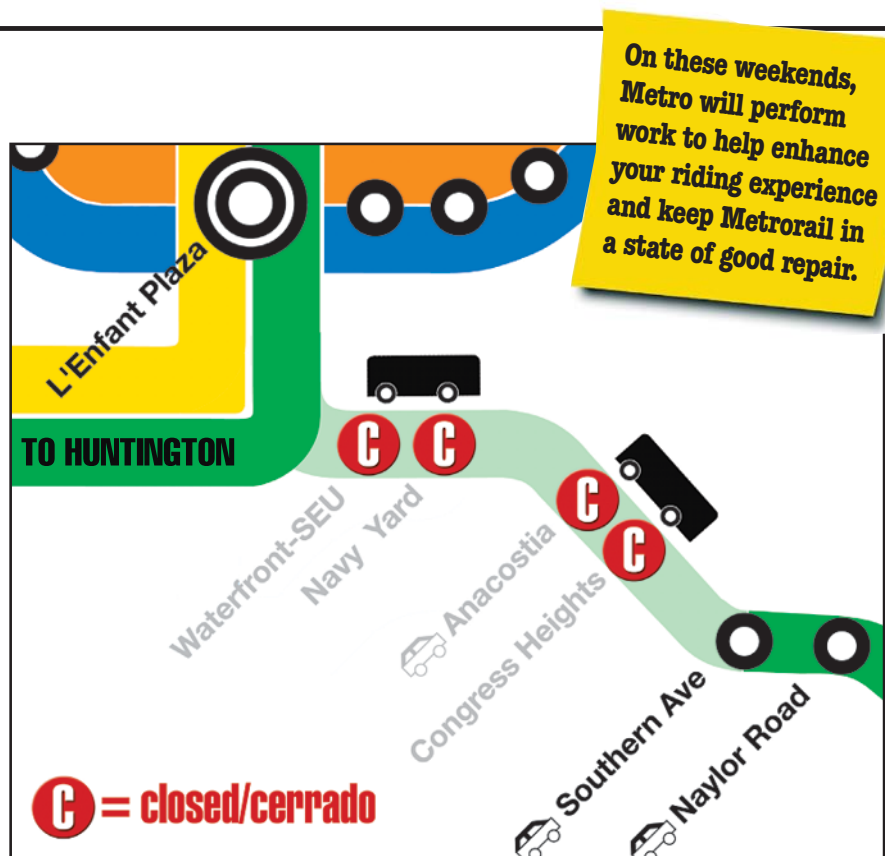 On these weekends,
Metro will perform
work to help enhance
your riding experience
and keep Metrorail in
a state of good repair.
L'Enfant Plaza
TO HUNTINGTON
C
C
C
C
Waterfront-SEU
Navy Yard
Anacostia
Congress Heights
Southern Ave
Naylor Road
C = closed/cerrado